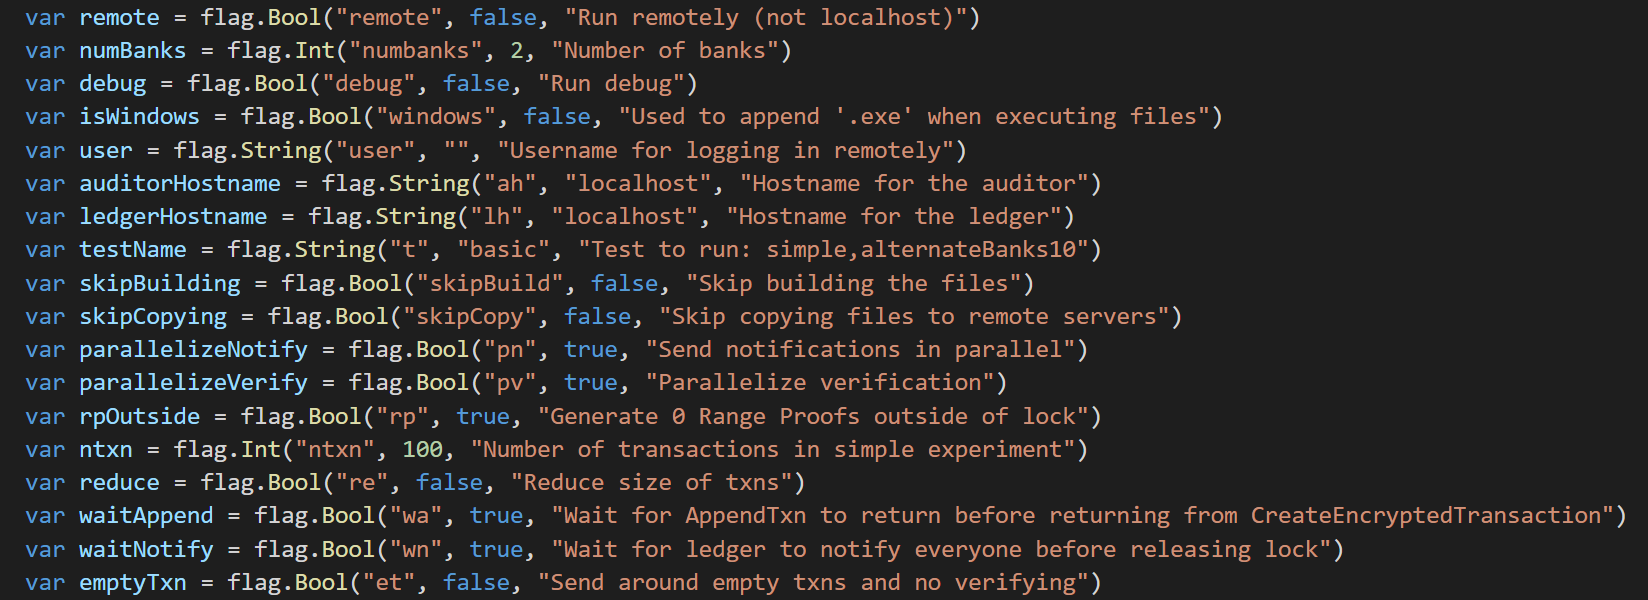 var remote = flag.Bool("remote", false, "Run remotely (not localhost)")
var numBanks = flag.Int("numbanks", 2, "Number of banks")
var debug = flag.Bool("debug", false, "Run debug")
var isWindows = flag.Bool("windows", false, "Used to append '.exe' when executing files")
var user = flag.String("user", "", "Username for logging in remotely")
var auditorHostname = flag.String("ah", "localhost", "Hostname for the auditor")
var ledgerHostname = flag.String("lh", "localhost", "Hostname for the ledger")
var testName = flag.String("t", "basic", "Test to run: simple,alternateBanks10")
var skipBuilding = flag.Bool("skipBuild", false, "Skip building the files")
var skipCopying = flag.Bool("skipCopy", false, "Skip copying files to remote servers")
var parallelizeNotify = flag.Bool("pn", true, "Send notifications in parallel")
var parallelizeVerify = flag.Bool("pv", true, "Parallelize verification")
var rpOutside = flag.Bool("rp", true, "Generate 0 Range Proofs outside of lock")
var ntxn = flag.Int("ntxn", 100, "Number of transactions in simple experiment")
var reduce = flag.Bool("re", false, "Reduce size of txns")
var waitAppend = flag.Bool("wa", true, "Wait for AppendTxn to return before returning from CreateEncryptedTransaction")
var waitNotify = flag.Bool("wn", true, "Wait for ledger to notify everyone before releasing lock")
var emptyTxn = flag.Bool("et", false, "Send around empty txns and no verifying")